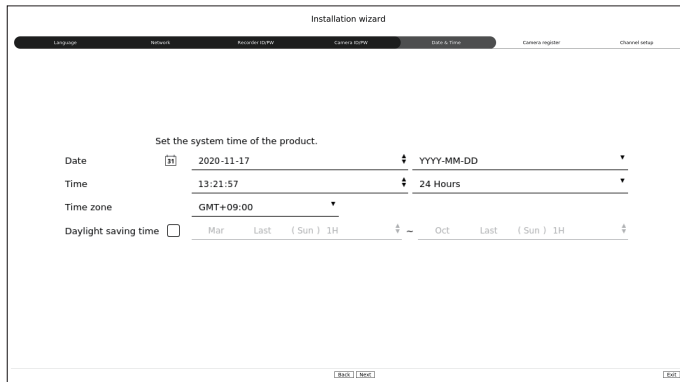 Installation wizard
Language Network Recorder ID/PW Camera ID/PW Date & Time Camera register Channel setup
Set the system time of the product.
Date 31 2020-11-17 YYYY-MM-DD
Time 13:21:57 24 Hours
Time zone GMT+09:00
Daylight saving time Mar Last ( Sun ) 1H ~ Oct Last ( Sun ) 1H
Back Next Exit